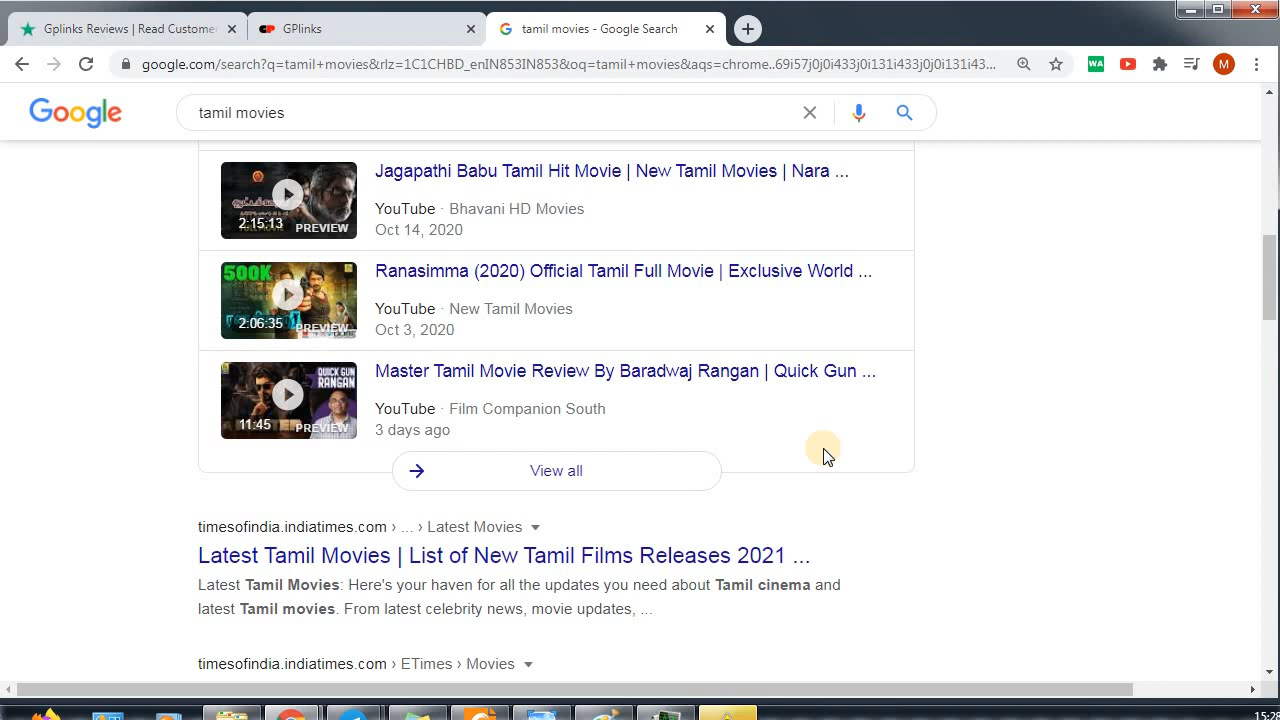 Gplinks Reviews | Read Custome
GPlinks
tamil movies - Google Search
google.com/search?q=tamil+movies&rlz=1C1CHBD_enIN853IN853&oq=tamil+movies&aqs=chrome..69i57j0j0i433j0i131i433j0j0i131i43...
WA
M
Google
tamil movies
Jagapathi Babu Tamil Hit Movie | New Tamil Movies | Nara ...
2:15:13
PREVIEW
YouTube · Bhavani HD Movies
Oct 14, 2020
500K
Ranasimma (2020) Official Tamil Full Movie | Exclusive World ...
2:06:35
PREVIEW
YouTube · New Tamil Movies
Oct 3, 2020
QUICK GUN
RANGAN
Master Tamil Movie Review By Baradwaj Rangan | Quick Gun ...
11:45
PREVIEW
YouTube · Film Companion South
3 days ago
View all
timesofindia.indiatimes.com › ... › Latest Movies
Latest Tamil Movies | List of New Tamil Films Releases 2021 ...
Latest Tamil Movies: Here's your haven for all the updates you need about Tamil cinema and
latest Tamil movies. From latest celebrity news, movie updates, ...
timesofindia.indiatimes.com › ETimes › Movies
15:28